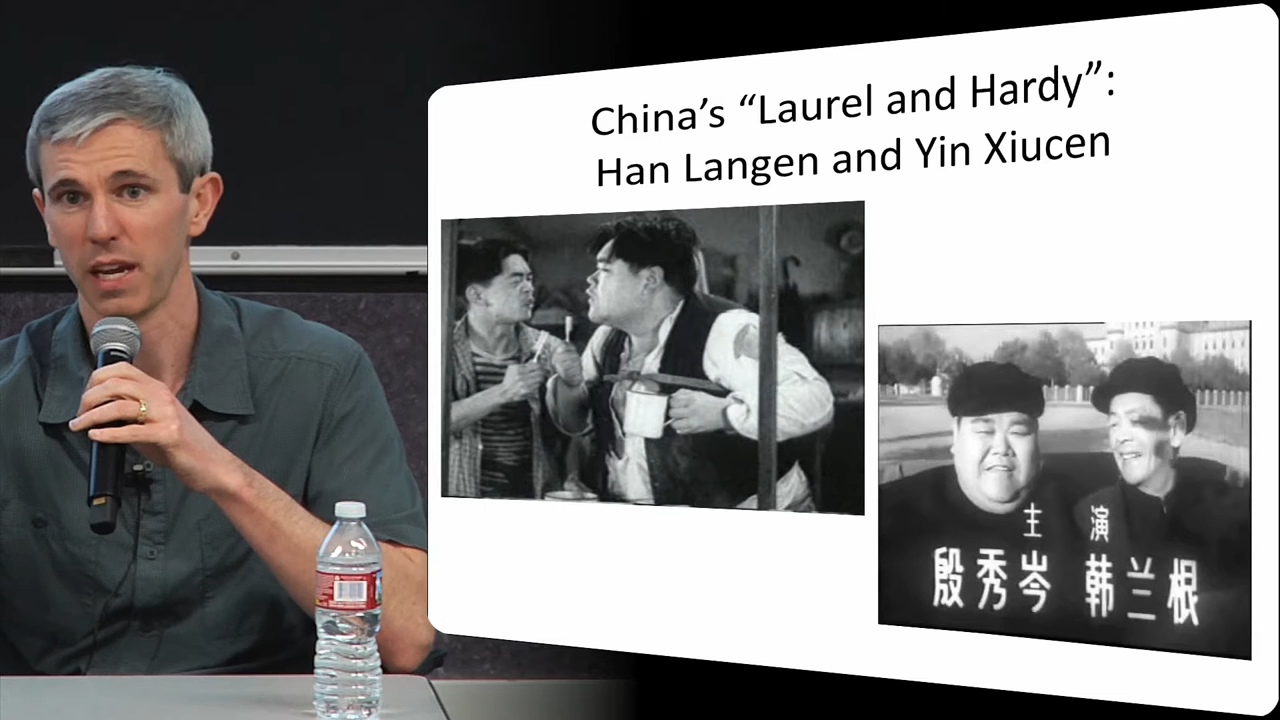 China's “Laurel and Hardy”:
Han Langen and Yin Xiucen
主 演
殷秀岑 韩兰根